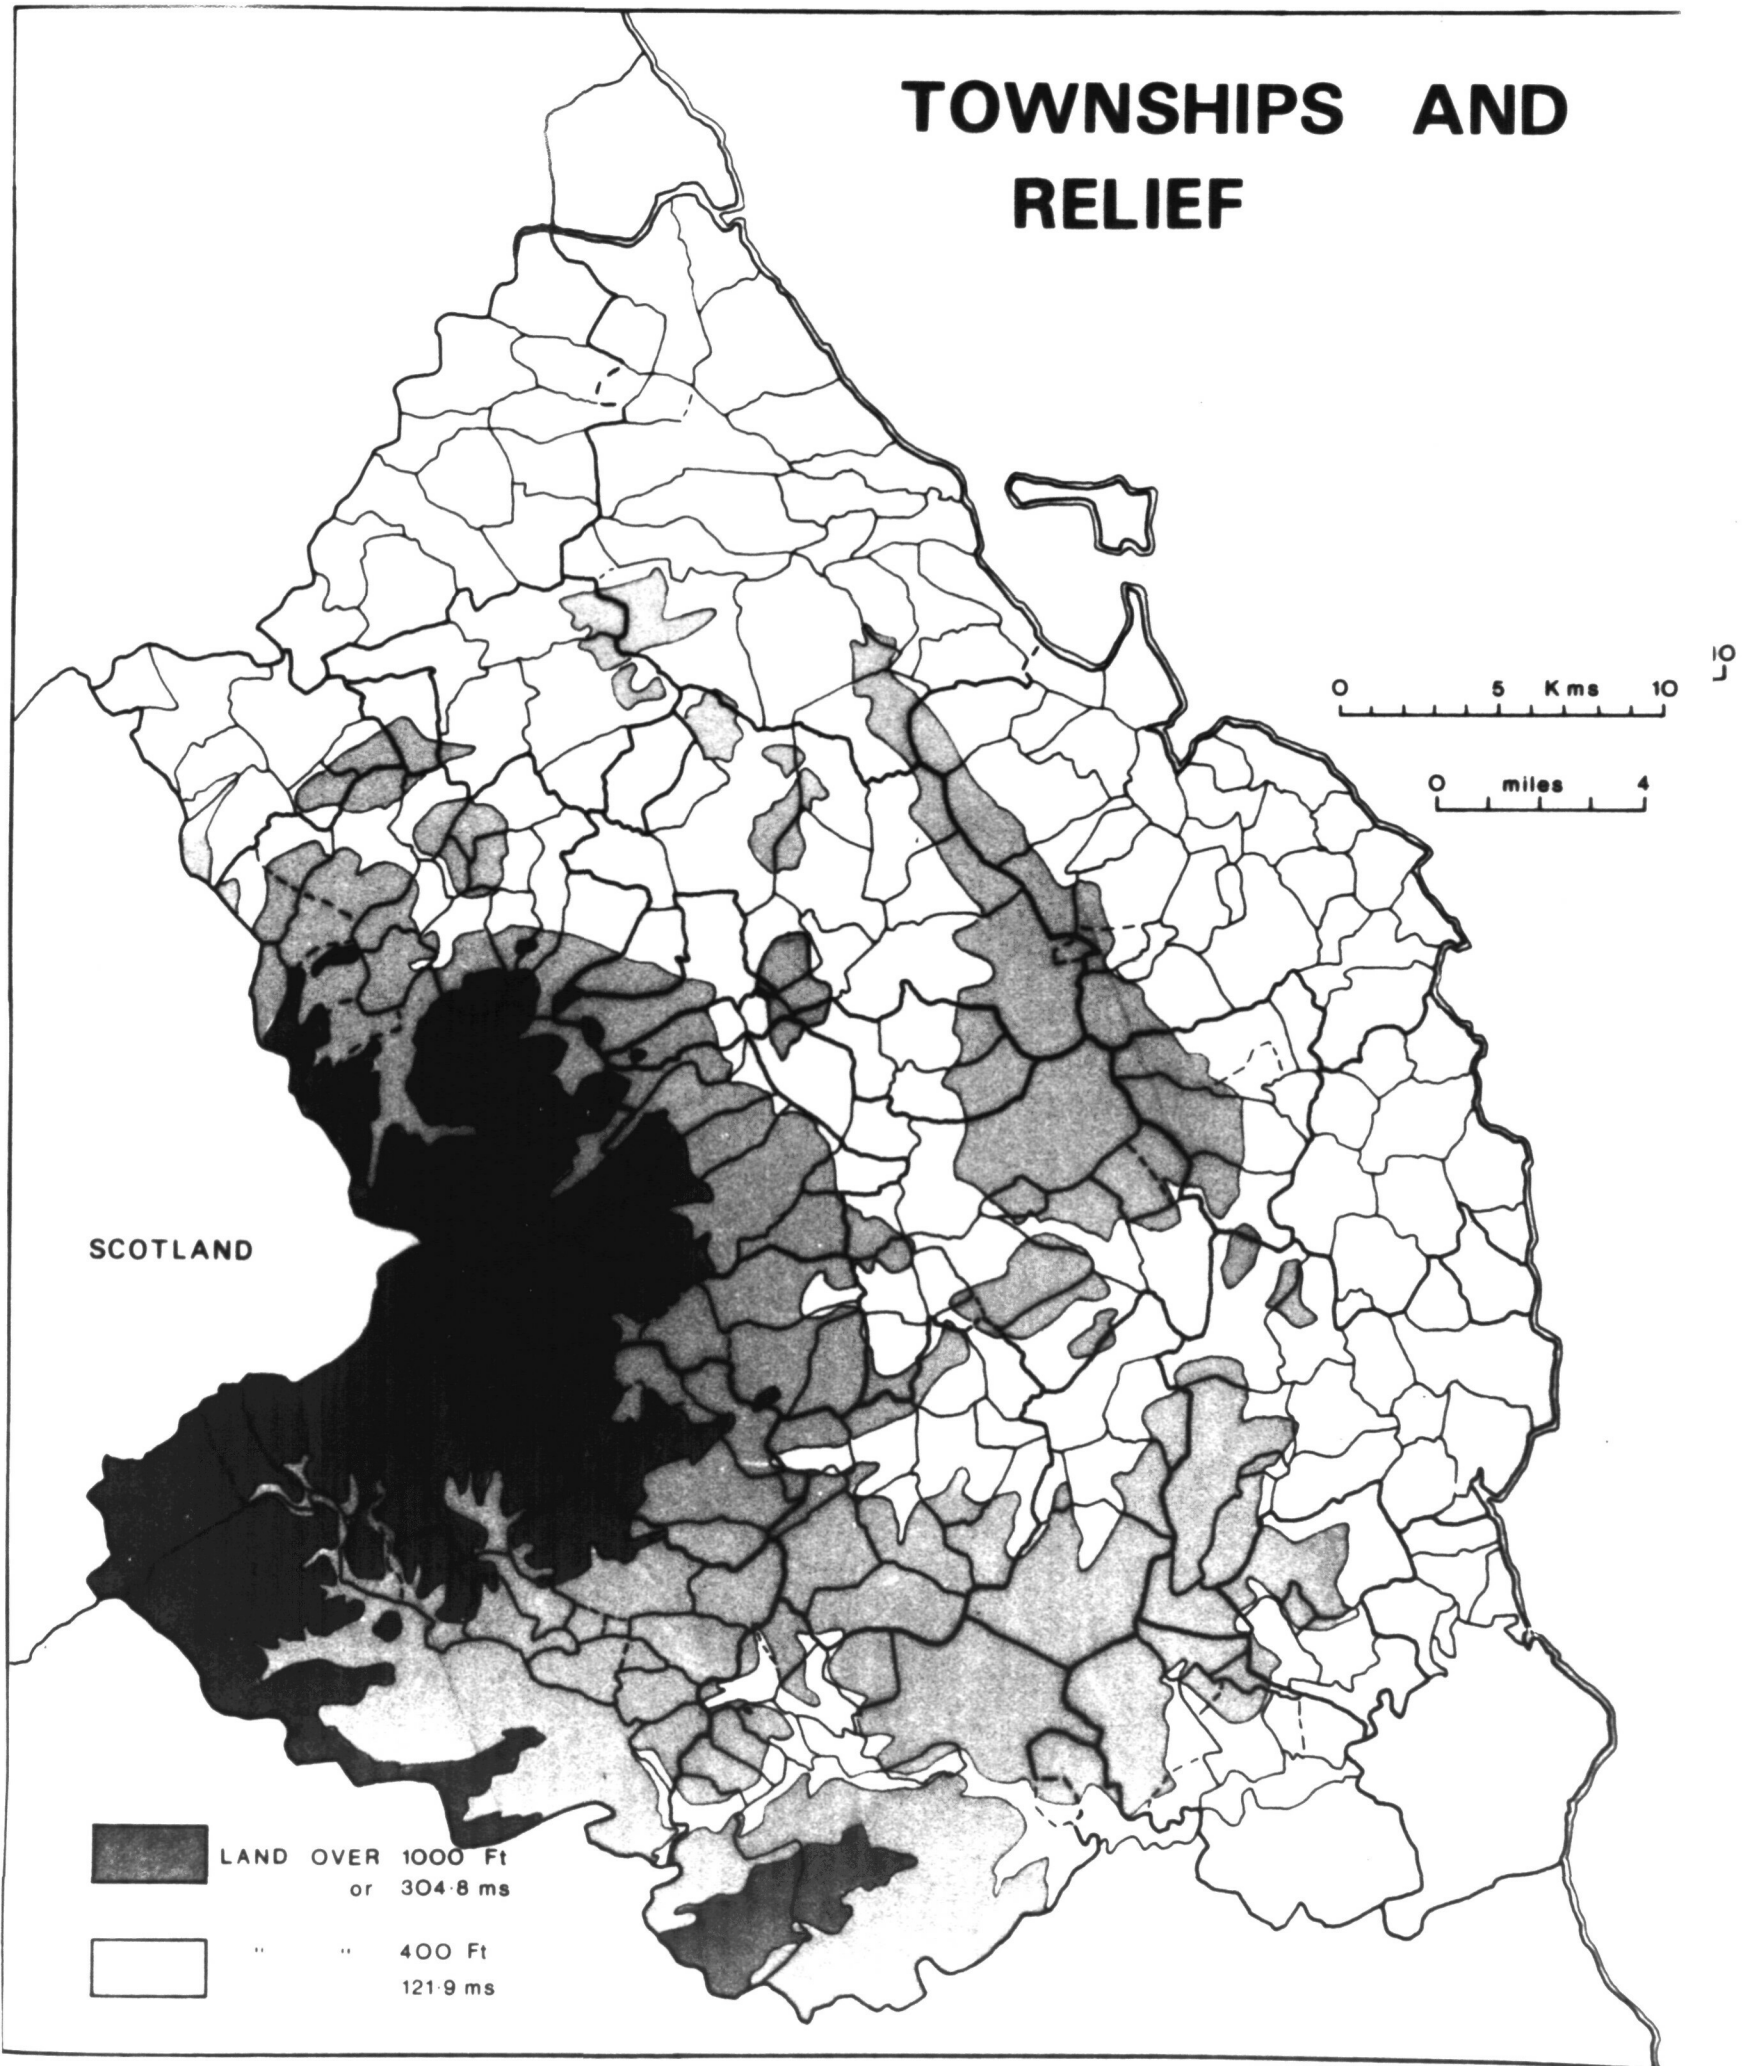 TOWNSHIPS AND
RELIEF
10
0 5 Kms 10
0 miles 4
SCOTLAND
LAND OVER 1000 Ft
or 304·8 ms
" " 400 Ft
121·9 ms